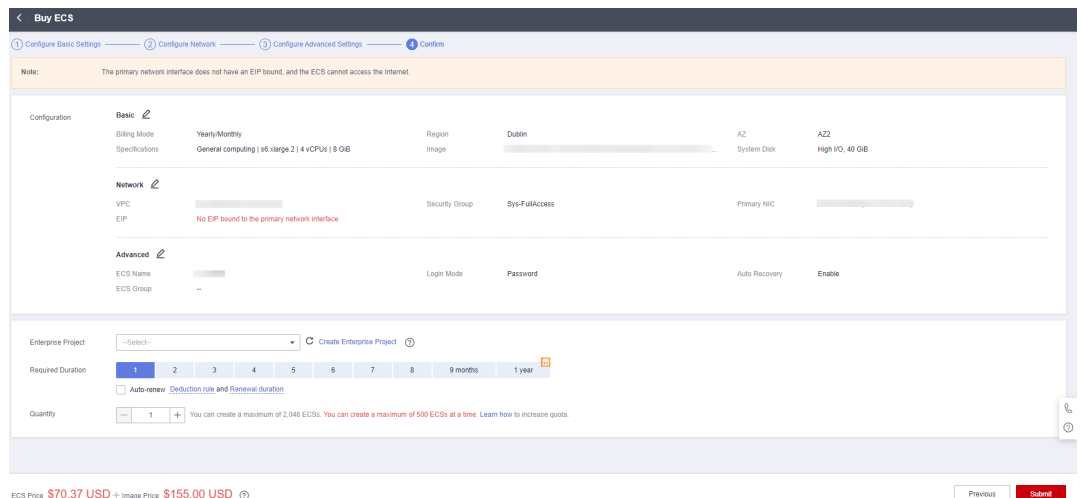 < Buy ECS
1 Configure Basic Settings 2 Configure Network 3 Configure Advanced Settings 4 Confirm
Note: The primary network interface does not have an EIP bound, and the ECS cannot access the Internet.
Configuration Basic
Billing Mode Yearly/Monthly Region Dublin AZ AZ2
Specifications General computing | s6.xlarge.2 | 4 vCPUs | 8 GiB Image ... System Disk High I/O, 40 GiB
Network
VPC Security Group Sys-FullAccess Primary NIC
EIP No EIP bound to the primary network interface
Advanced
ECS Name Login Mode Password Auto Recovery Enable
ECS Group --
Enterprise Project --Select-- Create Enterprise Project ?
Required Duration 1 2 3 4 5 6 7 8 9 months 1 year
Auto-renew Deduction rule and Renewal duration
Quantity — 1 + You can create a maximum of 2,048 ECSs. You can create a maximum of 500 ECSs at a time. Learn how to increase quota.
?
ECS Price $70.37 USD + Image Price $155.00 USD ? Previous Submit